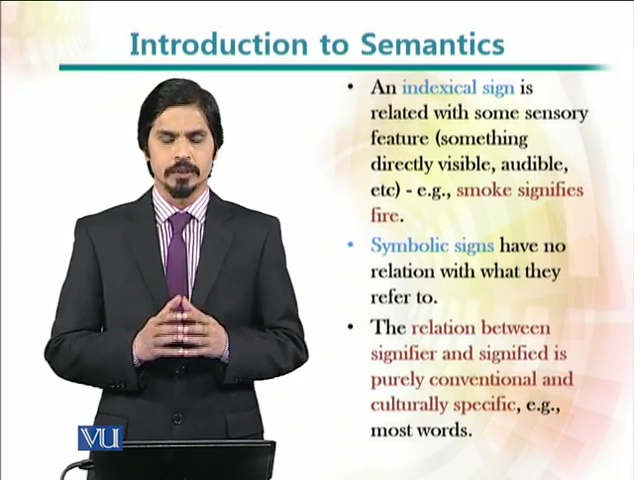 Introduction to Semantics
• An indexical sign is
related with some sensory
feature (something
directly visible, audible,
etc) - e.g., smoke signifies
fire.
• Symbolic signs have no
relation with what they
refer to.
• The relation between
signifier and signified is
purely conventional and
culturally specific, e.g.,
most words.
VU